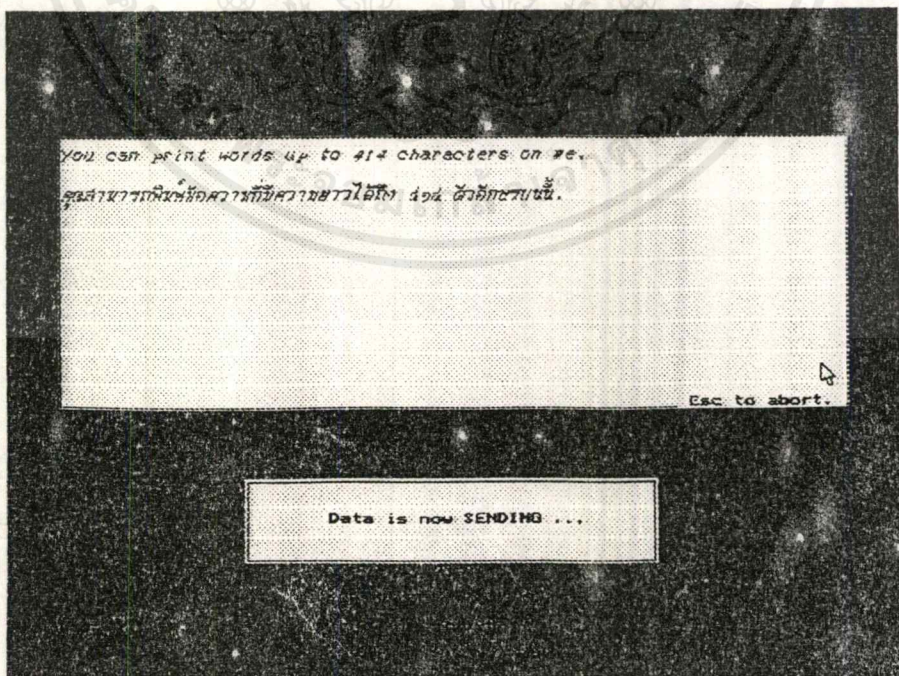 You can print words up to 414 characters on me.
คุณสามารถพิมพ์ข้อความที่มีความยาวได้ถึง ๔๑๔ ตัวอักษรบนนี้.
Esc to abort.
Data is now SENDING ...